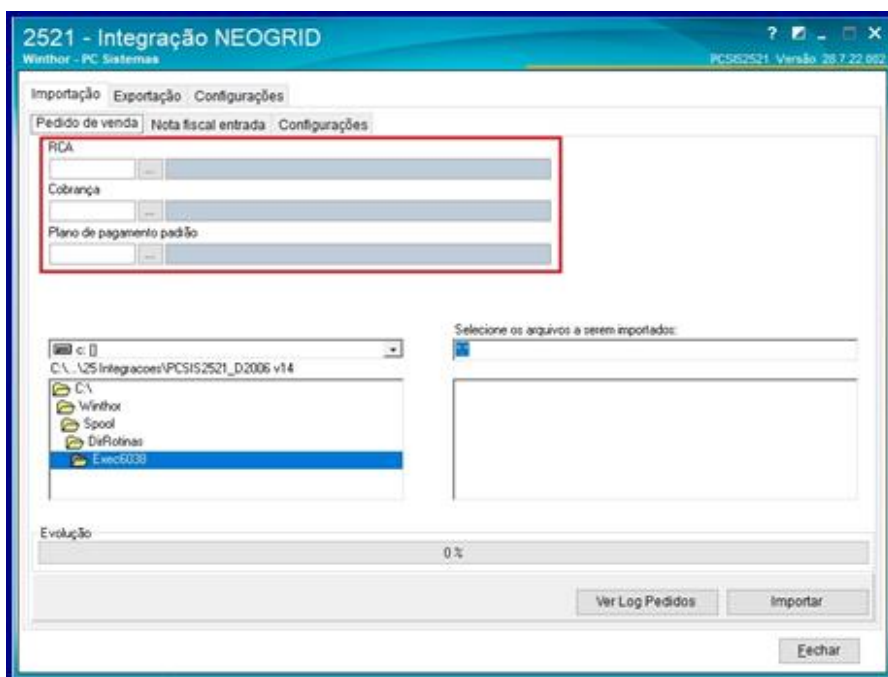 2521 - Integração NEOGRID
Winthor - PC Sistemas
PCSIS2521 Versão 28.7.22.002
Importação Exportação Configurações
Pedido de venda Nota fiscal entrada Configurações
RCA
...
Cobrança
...
Plano de pagamento padrão
...
Selecione os arquivos a serem importados:
c: []
*.*
C:\...\25 Integracoes\PCSIS2521_D2006 v14
C:\
Winthor
Spool
DirRotinas
Exec6038
Evolução
0 %
Ver Log Pedidos Importar
Fechar